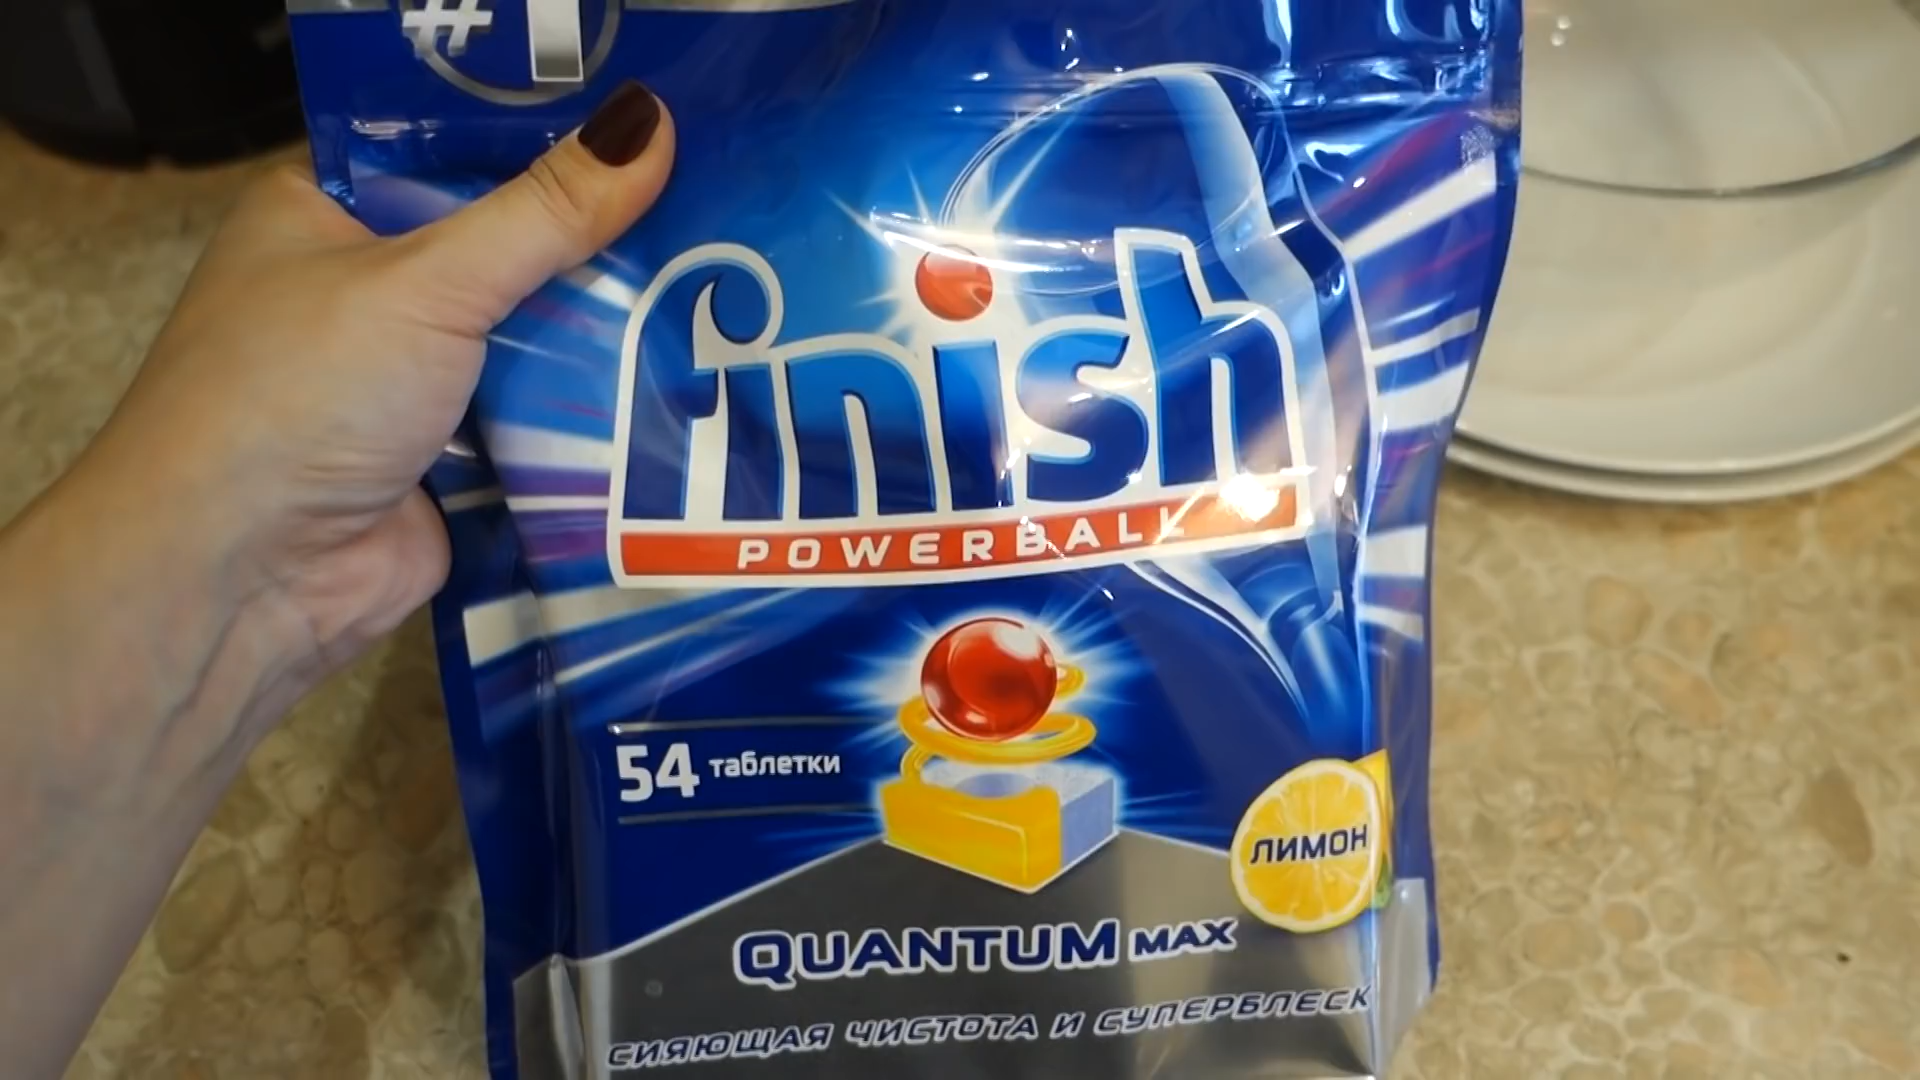 #1
finish
POWERBALL
54 таблетки
ЛИМОН
QUANTUM MAX
СИЯЮЩАЯ ЧИСТОТА И СУПЕРБЛЕСК